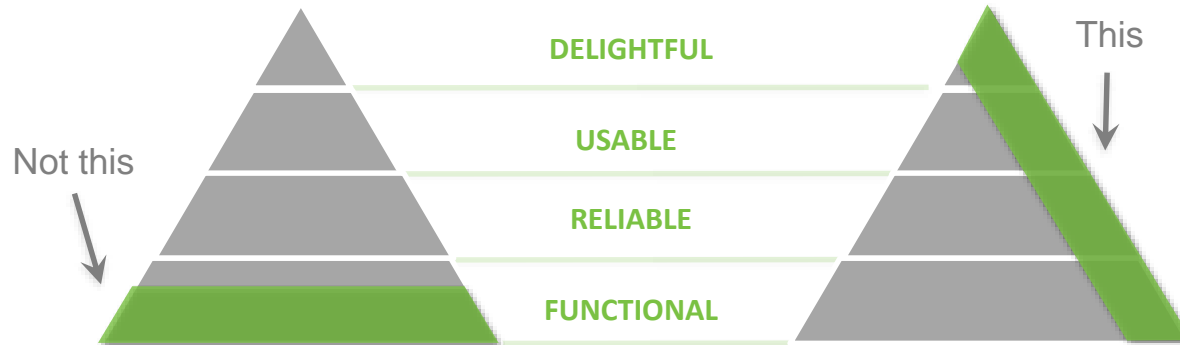 DELIGHTFUL
This
USABLE
Not this
RELIABLE
FUNCTIONAL